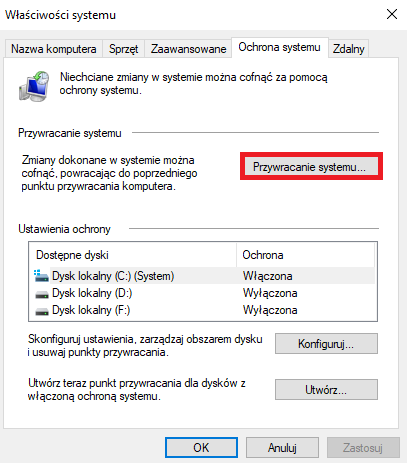 Właściwości systemu
Nazwa komputera Sprzęt Zaawansowane Ochrona systemu Zdalny
Niechciane zmiany w systemie można cofnąć za pomocą
ochrony systemu.
Przywracanie systemu
Zmiany dokonane w systemie można
cofnąć, powracając do poprzedniego
punktu przywracania komputera.
Przywracanie systemu...
Ustawienia ochrony
Dostępne dyski Ochrona
Dysk lokalny (C:) (System) Włączona
Dysk lokalny (D:) Wyłączona
Dysk lokalny (F:) Wyłączona
Skonfiguruj ustawienia, zarządzaj obszarem dysku
i usuwaj punkty przywracania.
Konfiguruj...
Utwórz teraz punkt przywracania dla dysków z
włączoną ochroną systemu.
Utwórz...
OK Anuluj Zastosuj